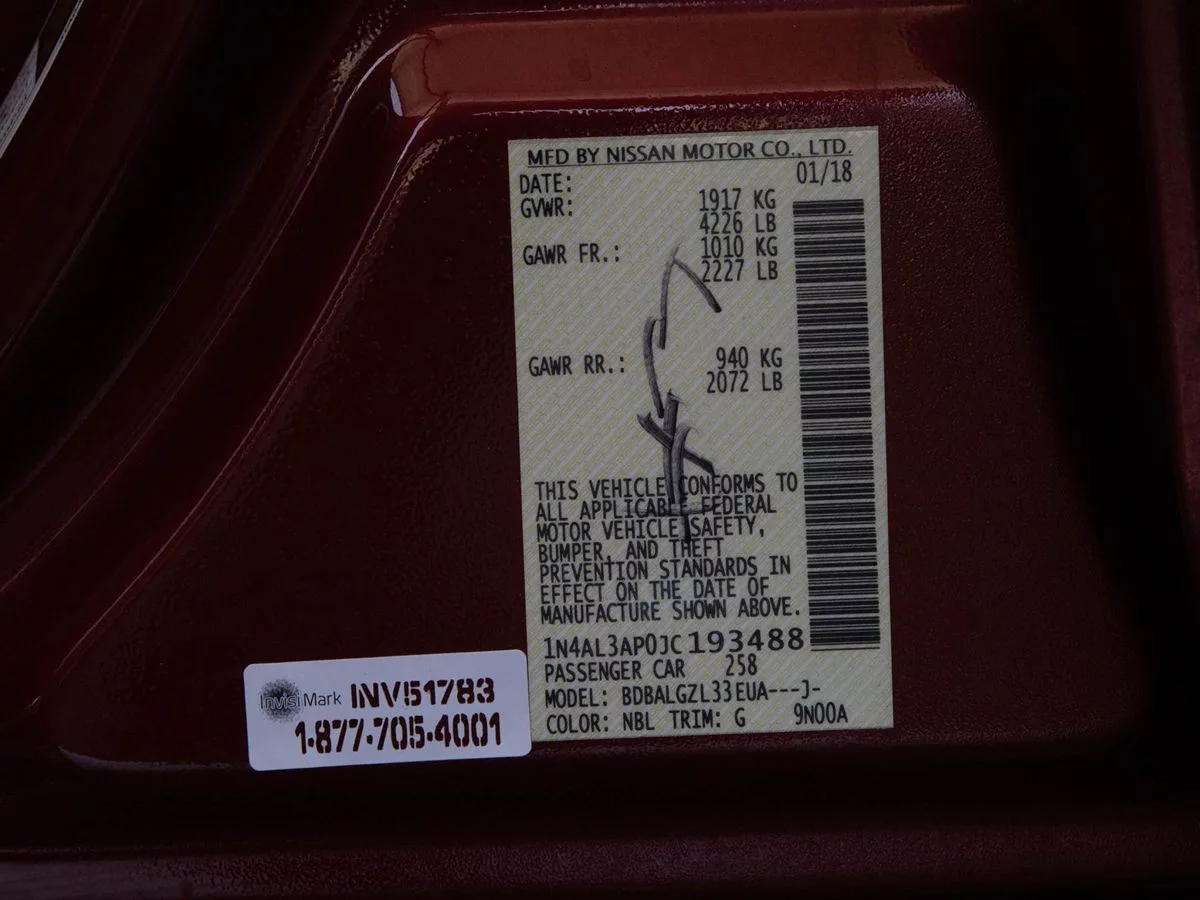 MFD BY NISSAN MOTOR CO., LTD.
DATE: 01/18
GVWR: 1917 KG
4226 LB
GAWR FR.: 1010 KG
2227 LB
GAWR RR.: 940 KG
2072 LB
THIS VEHICLE CONFORMS TO
ALL APPLICABLE FEDERAL
MOTOR VEHICLE SAFETY,
BUMPER, AND THEFT
PREVENTION STANDARDS IN
EFFECT ON THE DATE OF
MANUFACTURE SHOWN ABOVE.
1N4AL3AP0JC193488
PASSENGER CAR 258
MODEL: BDBALGZL33EUA---J-
COLOR: NBL TRIM: G 9N00A
InvisiMark INV51783
1-877-705-4001